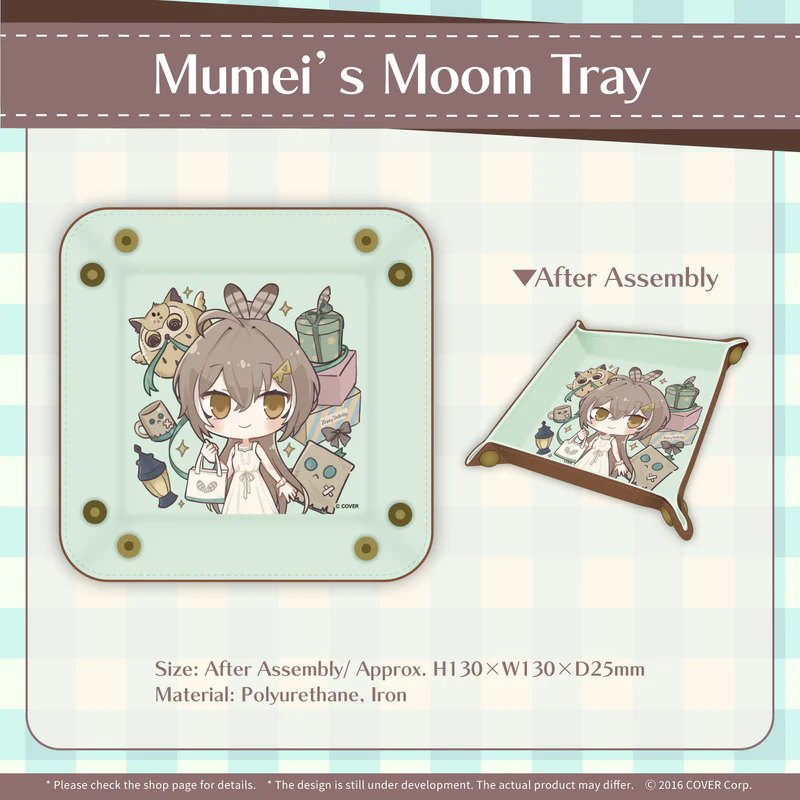 Mumei's Moom Tray
▼After Assembly
© COVER
Size: After Assembly/ Approx. H130×W130×D25mm
Material: Polyurethane, Iron
* Please check the shop page for details. * The design is still under development. The actual product may differ. © 2016 COVER Corp.